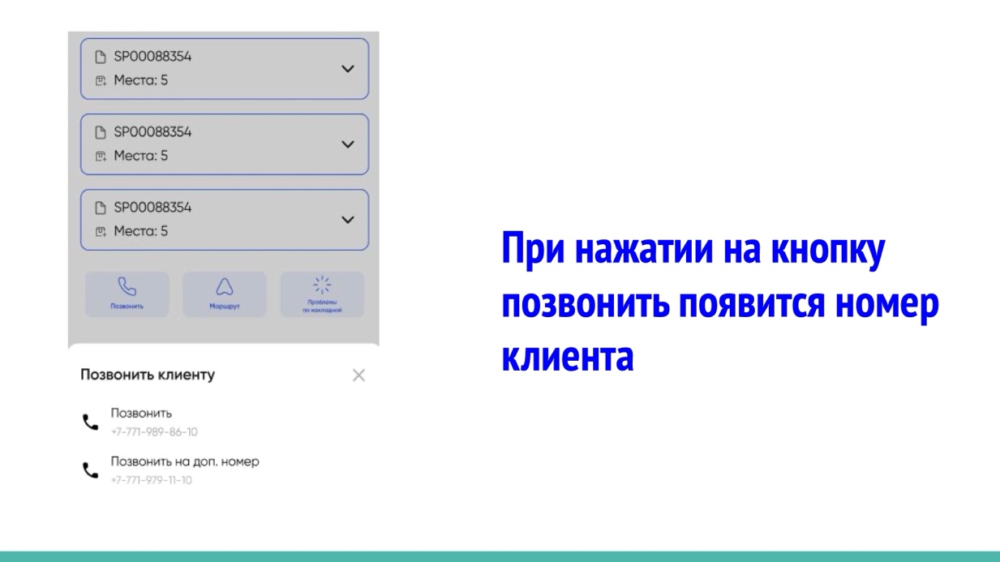 SP00088354
Места: 5
SP00088354
Места: 5
SP00088354
Места: 5
Позвонить
Маршрут
Проблемы
по накладной
Позвонить клиенту
Позвонить
+7-771-989-86-10
Позвонить на доп. номер
+7-771-979-11-10
При нажатии на кнопку
позвонить появится номер
клиента